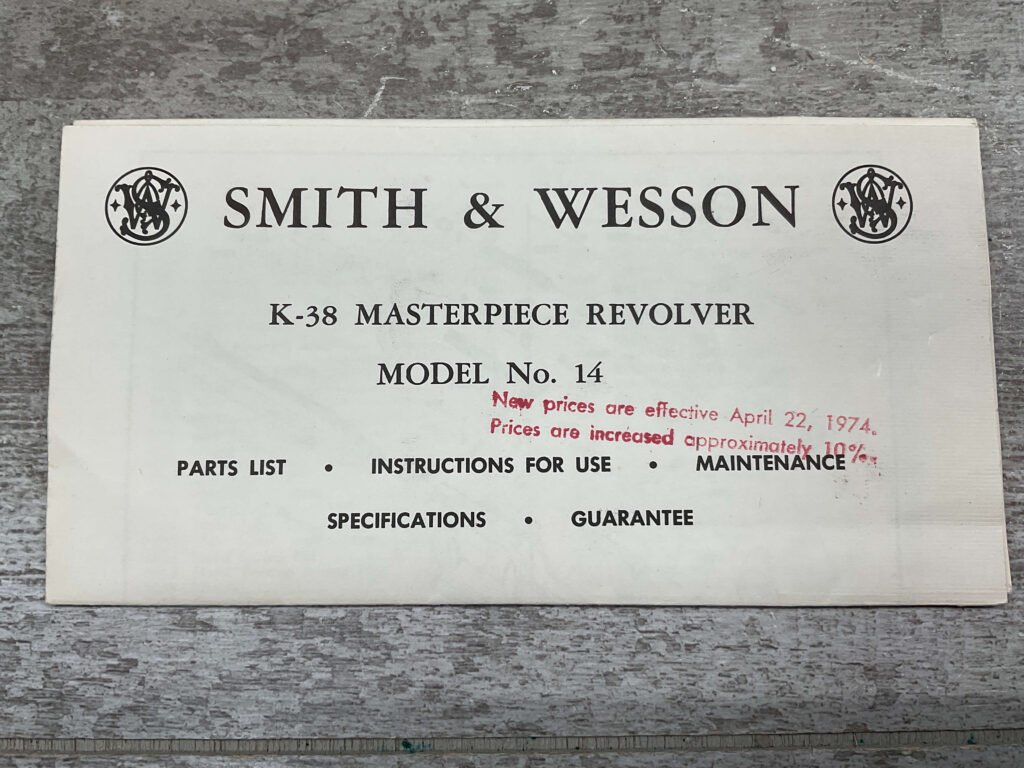 SMITH & WESSON
K-38 MASTERPIECE REVOLVER
MODEL No. 14
New prices are effective April 22, 1974.
Prices are increased approximately 10%.
PARTS LIST • INSTRUCTIONS FOR USE • MAINTENANCE
SPECIFICATIONS • GUARANTEE